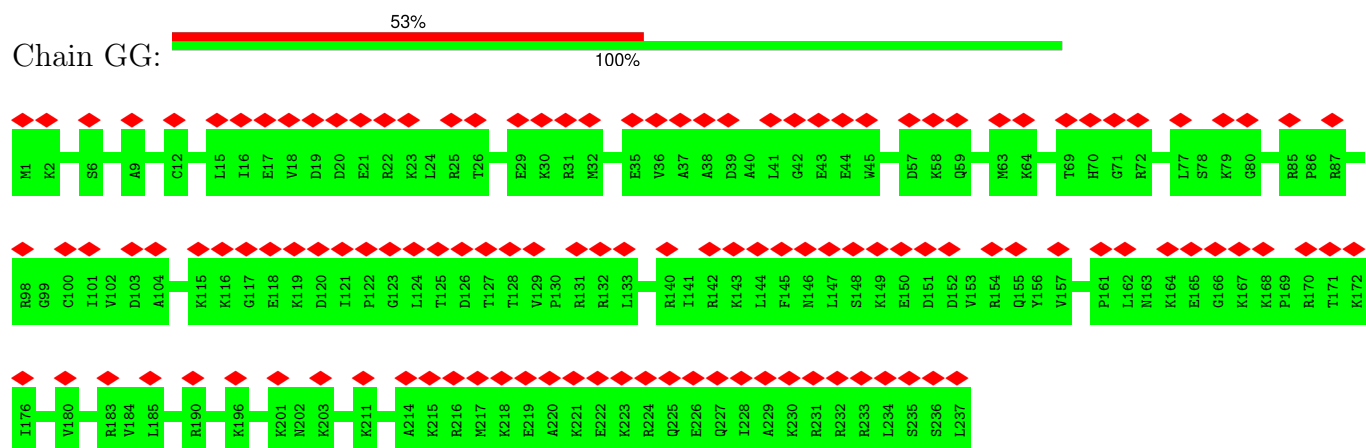 53%
Chain GG:
100%
M1 K2 S6 A9 C12 L15 I16 E17 V18 D19 D20 E21 R22 K23 L24 R25 T26 E29 K30 R31 M32 E35 V36 A37 A38 D39 A40 L41 G42 E43 E44 W45 D57 K58 Q59 M63 K64 T69 H70 G71 R72 L77 S78 K79 G80 R85 P86 R87
R98 G99 G100 I101 V102 D103 A104 K115 K116 G117 E118 K119 D120 I121 P122 G123 L124 T125 D126 T127 T128 V129 P130 R131 R132 L133 R140 I141 R142 K143 L144 F145 N146 L147 S148 K149 E150 D151 D152 V153 R154 Q155 Y156 V157 P161 L162 N163 K164 E165 G166 K167 K168 P169 R170 T171 K172
I176 V180 R183 V184 L185 R190 K196 K201 N202 K203 K211 A214 K215 R216 M217 K218 E219 A220 K221 E222 K223 R224 Q225 E226 Q227 I228 A229 K230 R231 R232 R233 L234 S235 S236 L237